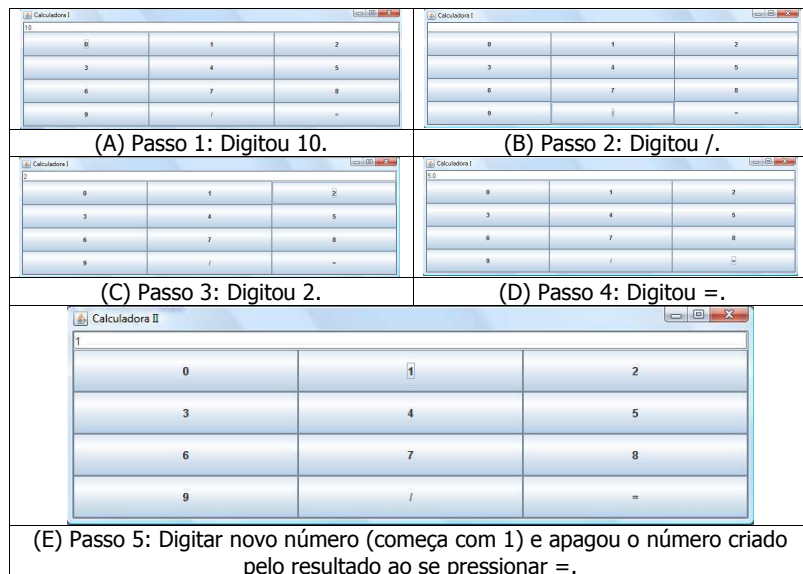 Calculadora I
10
0 1 2
3 4 5
6 7 8
9 / =
(A) Passo 1: Digitou 10.
Calculadora I
0 1 2
3 4 5
6 7 8
9 / =
(B) Passo 2: Digitou /.
Calculadora I
2
0 1 2
3 4 5
6 7 8
9 / =
(C) Passo 3: Digitou 2.
Calculadora I
5.0
0 1 2
3 4 5
6 7 8
9 / =
(D) Passo 4: Digitou =.
Calculadora II
1
0 1 2
3 4 5
6 7 8
9 / =
(E) Passo 5: Digitar novo número (começa com 1) e apagou o número criado
pelo resultado ao se pressionar =.